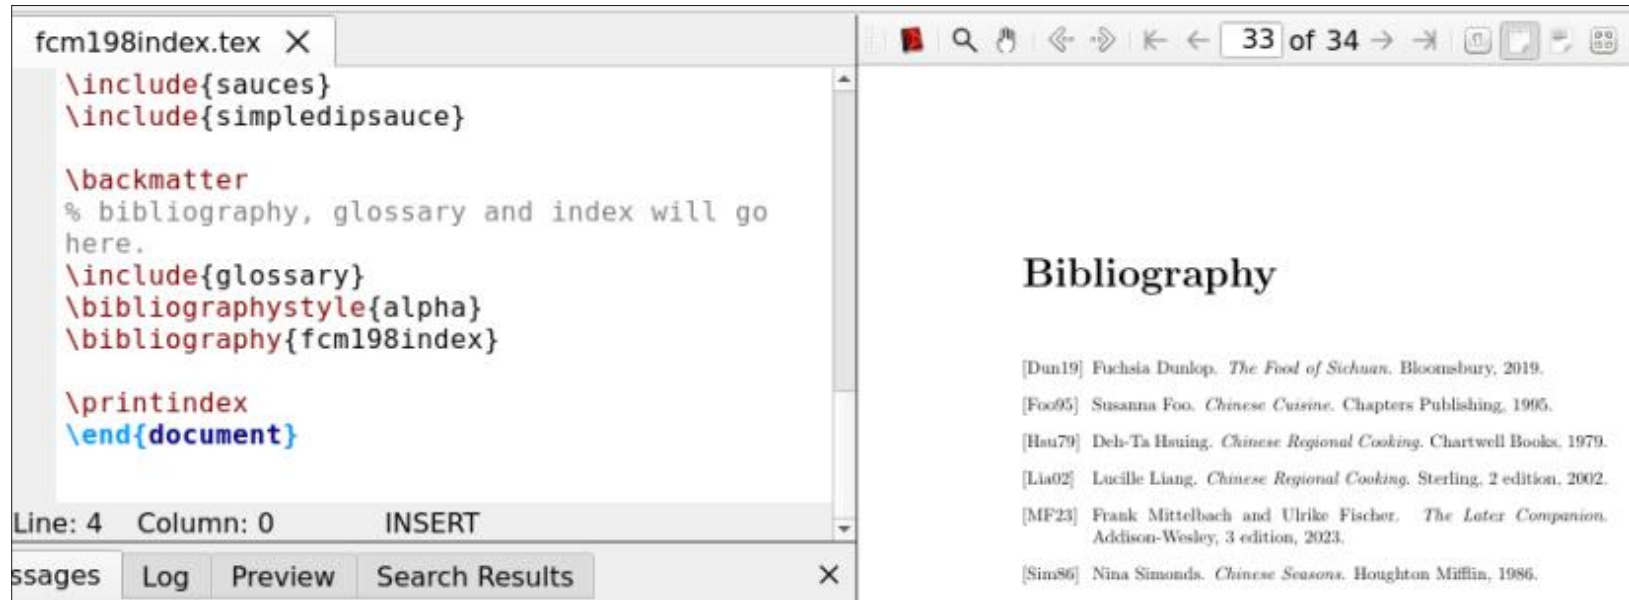 fcm198index.tex
\include{sauces}
\include{simpledipsauce}
\backmatter
% bibliography, glossary and index will go
here.
\include{glossary}
\bibliographystyle{alpha}
\bibliography{fcm198index}
\printindex
\end{document}
Line: 4 Column: 0 INSERT
ssages Log Preview Search Results
33 of 34
Bibliography
[Dun19] Fuchsia Dunlop. The Food of Sichuan. Bloomsbury, 2019.
[Foo95] Susanna Foo. Chinese Cuisine. Chapters Publishing, 1995.
[Hsu79] Deh-Ta Hsuing. Chinese Regional Cooking. Chartwell Books, 1979.
[Lia02] Lucille Liang. Chinese Regional Cooking. Sterling, 2 edition, 2002.
[MF23] Frank Mittelbach and Ulrike Fischer. The Latex Companion.
Addison-Wesley, 3 edition, 2023.
[Sim86] Nina Simonds. Chinese Seasons. Houghton Mifflin, 1986.